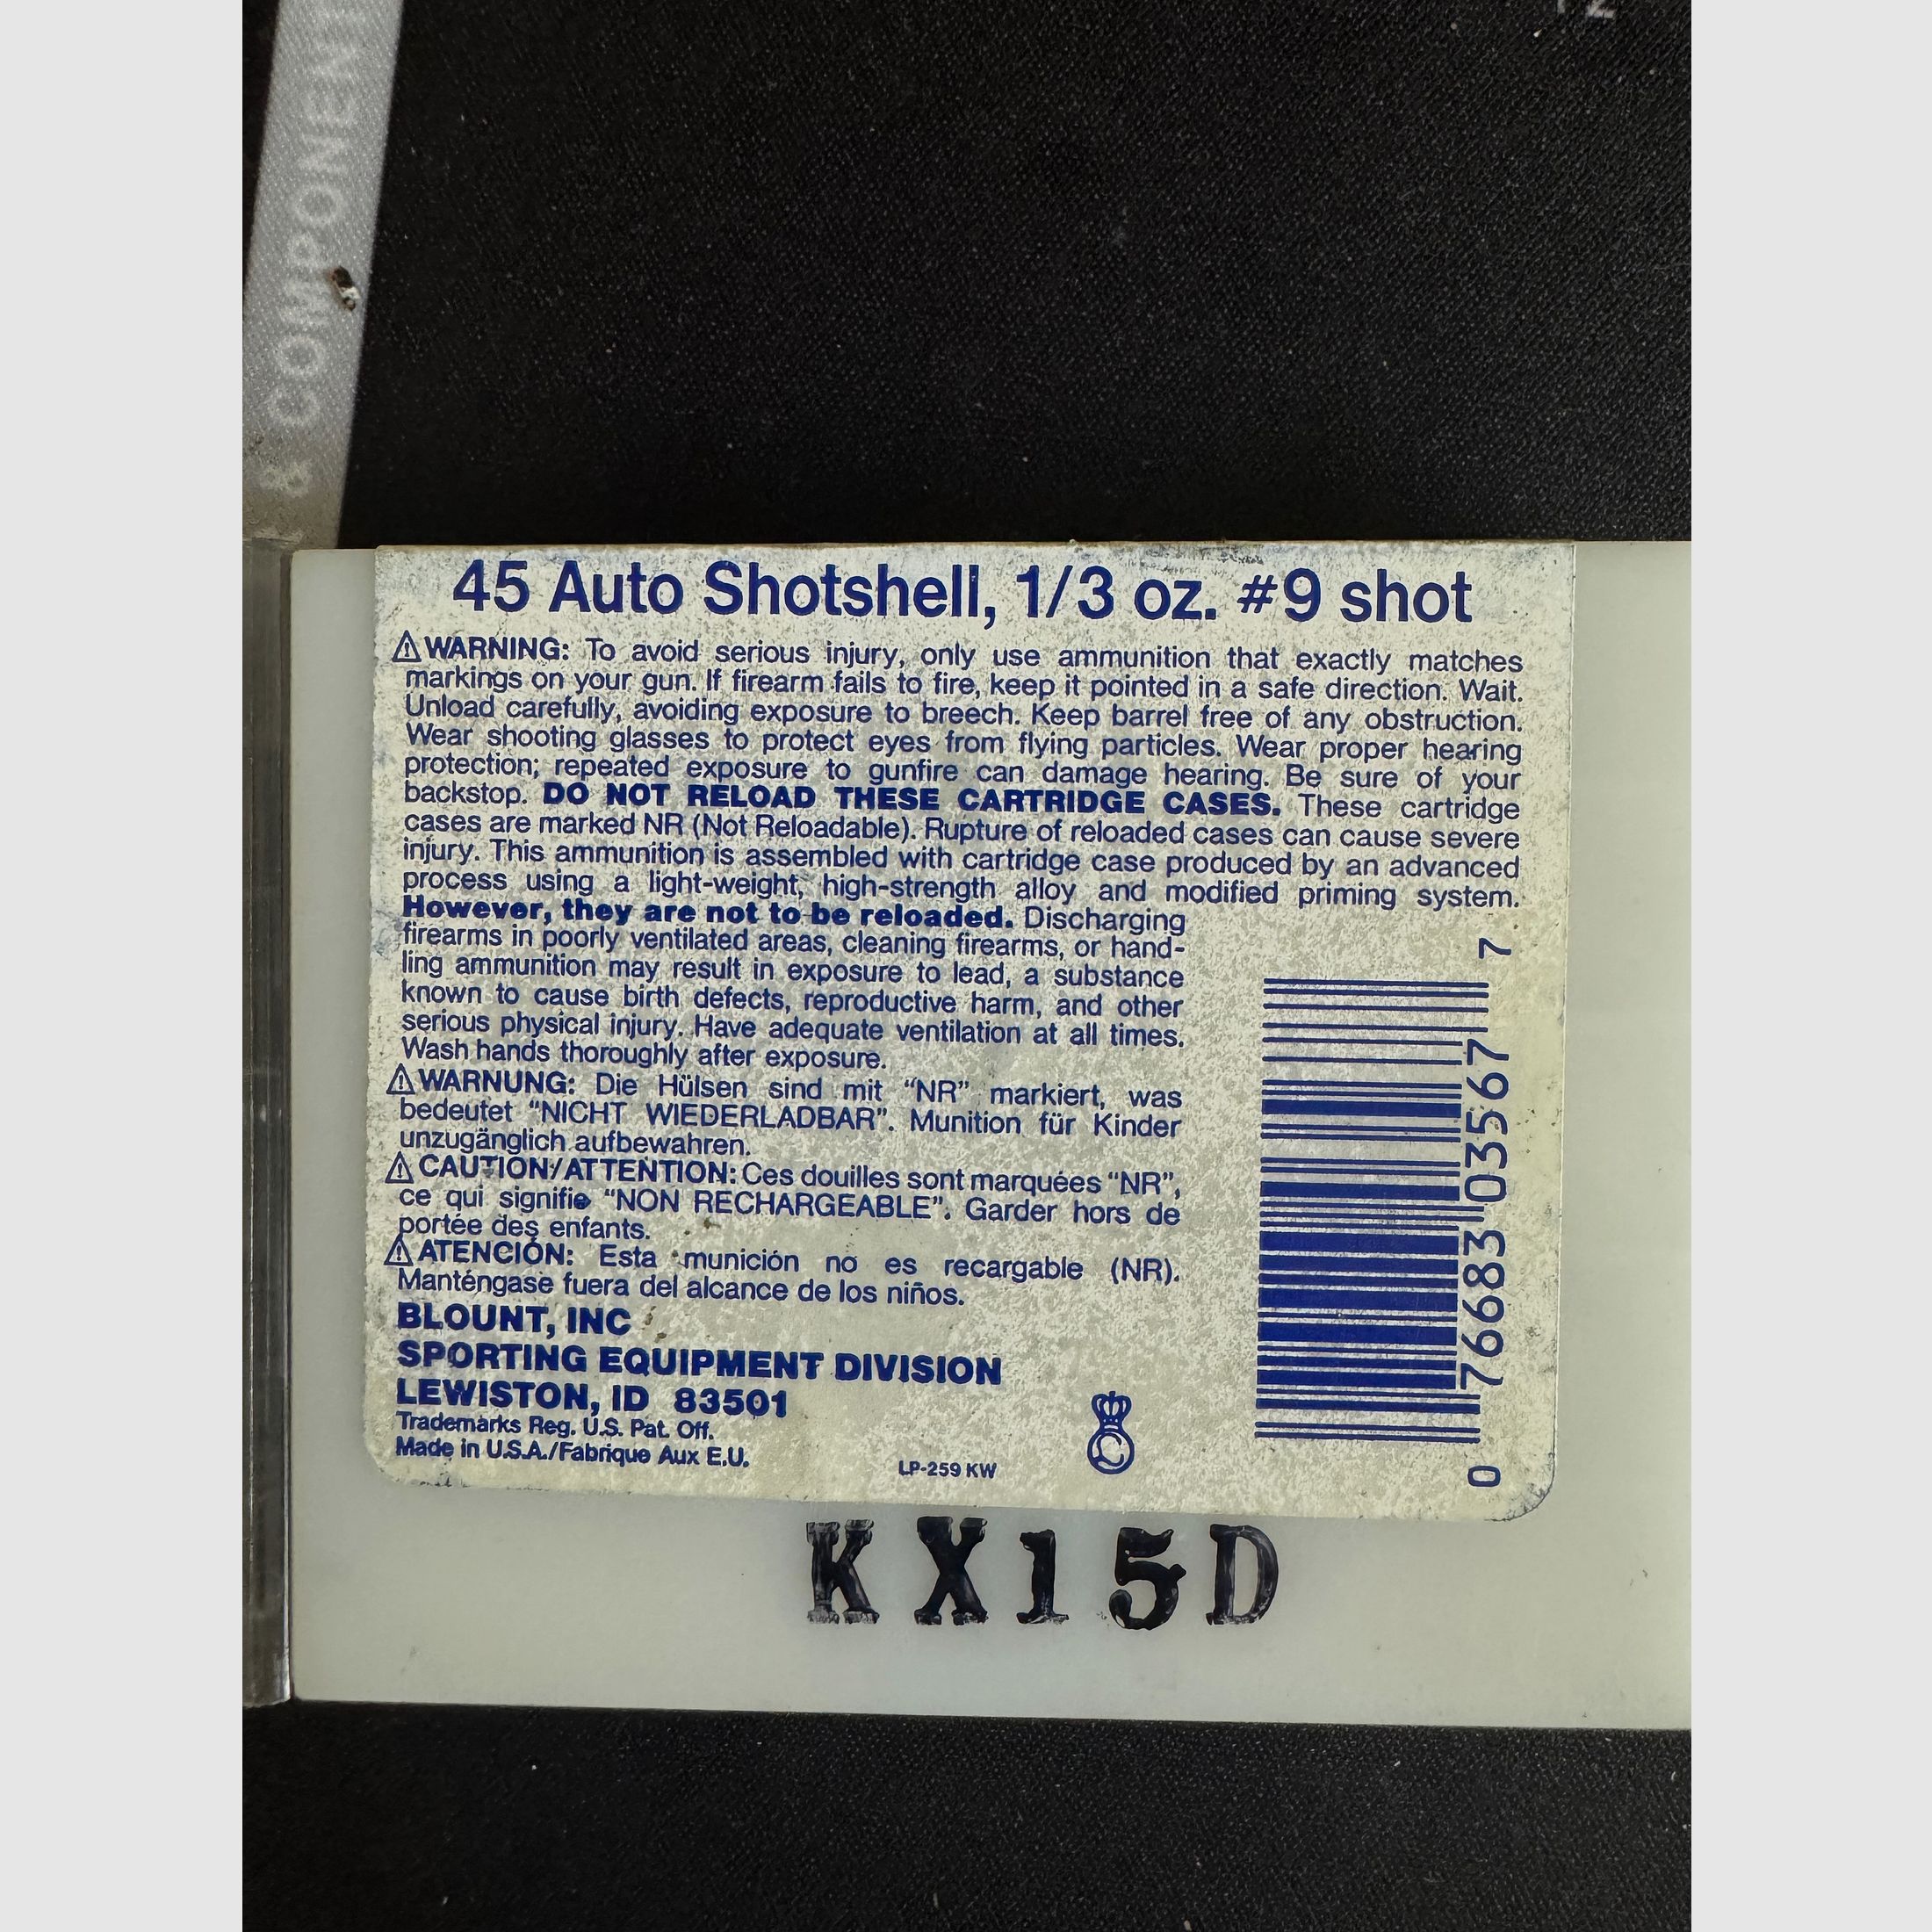 & COMPONENT
45 Auto Shotshell, 1/3 oz. #9 shot
⚠WARNING: To avoid serious injury, only use ammunition that exactly matches
markings on your gun. If firearm fails to fire, keep it pointed in a safe direction. Wait.
Unload carefully, avoiding exposure to breech. Keep barrel free of any obstruction.
Wear shooting glasses to protect eyes from flying particles. Wear proper hearing
protection; repeated exposure to gunfire can damage hearing. Be sure of your
backstop. DO NOT RELOAD THESE CARTRIDGE CASES. These cartridge
cases are marked NR (Not Reloadable). Rupture of reloaded cases can cause severe
injury. This ammunition is assembled with cartridge case produced by an advanced
process using a light-weight, high-strength alloy and modified priming system.
However, they are not to be reloaded. Discharging
firearms in poorly ventilated areas, cleaning firearms, or hand-
ling ammunition may result in exposure to lead, a substance
known to cause birth defects, reproductive harm, and other
serious physical injury. Have adequate ventilation at all times.
Wash hands thoroughly after exposure.
⚠WARNUNG: Die Hülsen sind mit “NR” markiert, was
bedeutet “NICHT WIEDERLADBAR”. Munition für Kinder
unzugänglich aufbewahren.
⚠CAUTION/ATTENTION: Ces douilles sont marquées “NR”,
ce qui signifie “NON RECHARGEABLE”. Garder hors de
portée des enfants.
⚠ATENCIÓN: Esta munición no es recargable (NR).
Manténgase fuera del alcance de los niños.
BLOUNT, INC
SPORTING EQUIPMENT DIVISION
LEWISTON, ID 83501
Trademarks Reg. U.S. Pat. Off.
Made in U.S.A./Fabrique Aux E.U.
LP-259 KW
C
0 76683 03567 7
KX15D